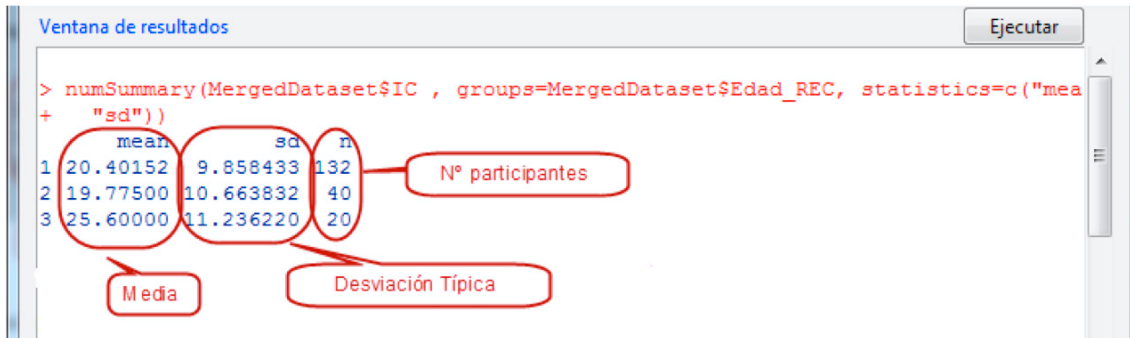 Ventana de resultados
Ejecutar
> numSummary(MergedDataset$IC , groups=MergedDataset$Edad_REC, statistics=c("mea
+ "sd"))
mean sd n
1 20.40152 9.858433 132
2 19.77500 10.663832 40
3 25.60000 11.236220 20
Nº participantes
Media
Desviación Típica